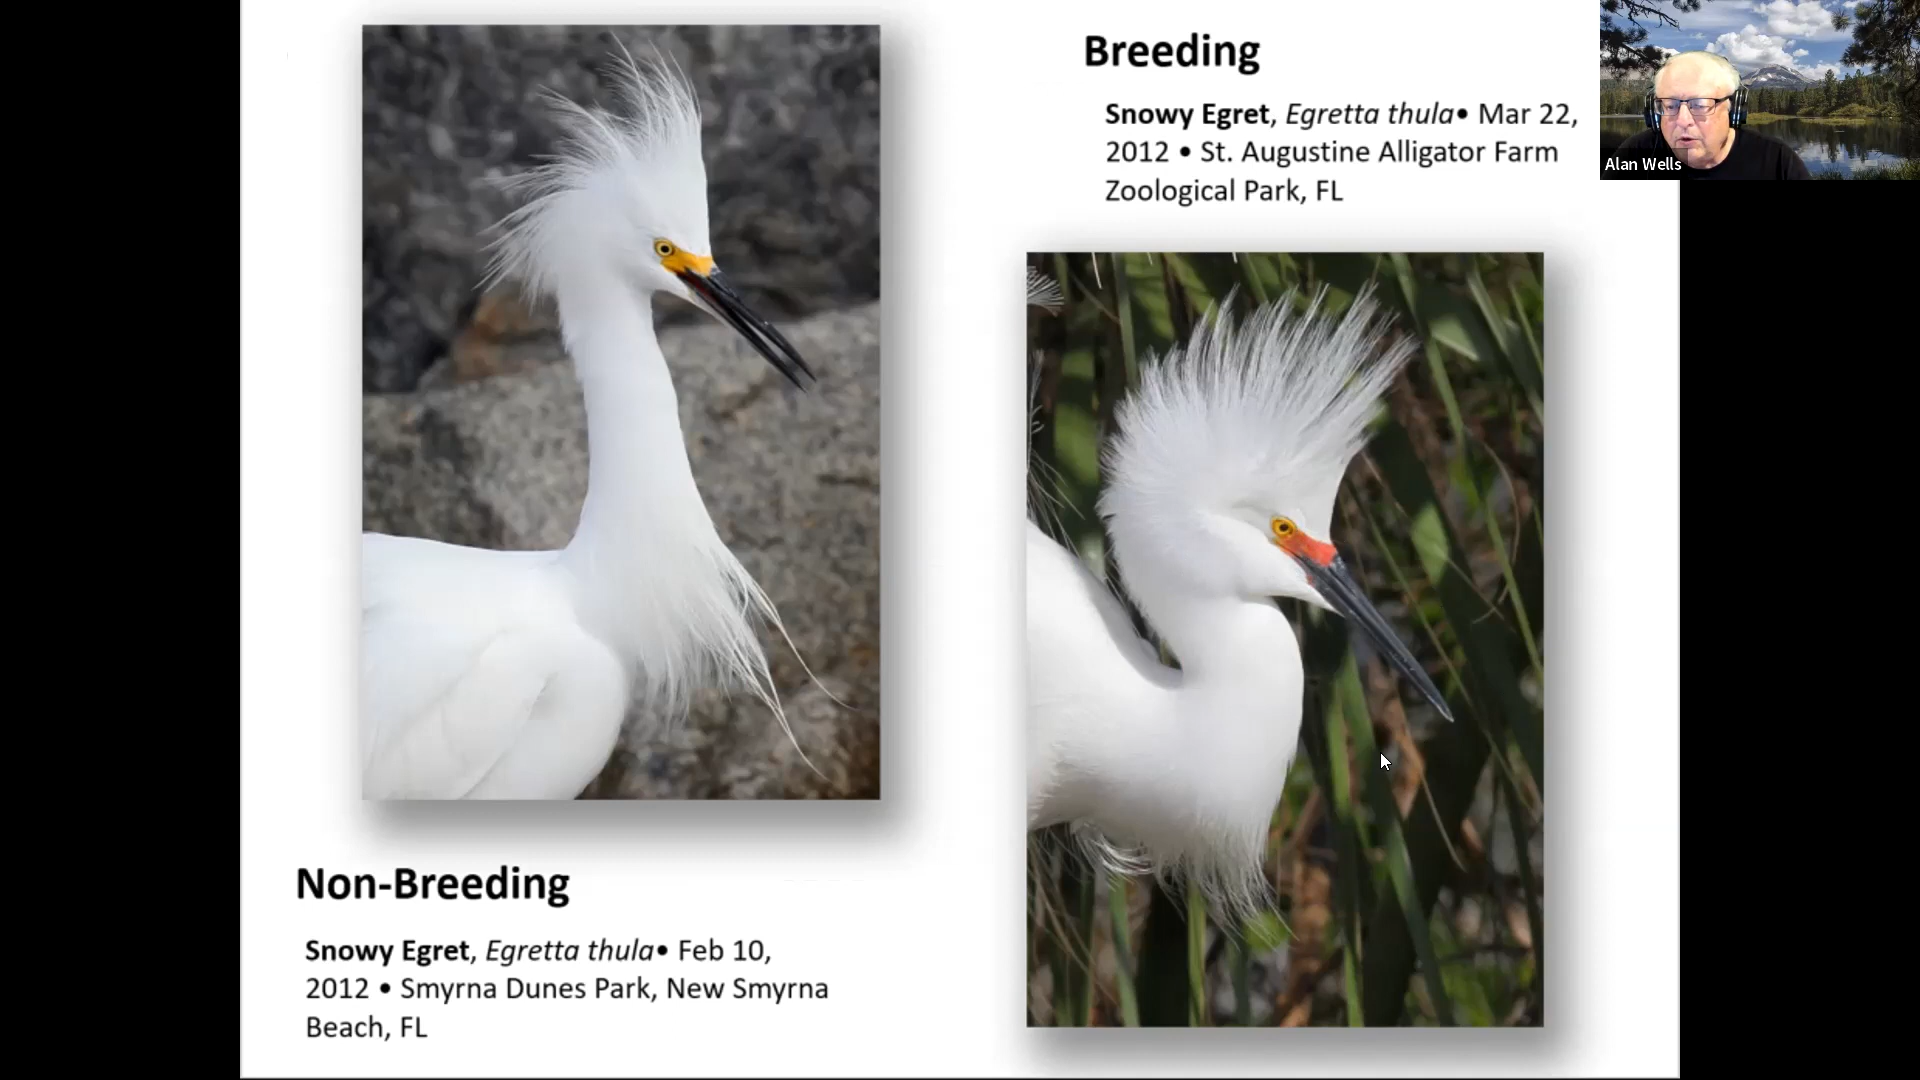 Breeding
Snowy Egret, Egretta thula• Mar 22,
2012 • St. Augustine Alligator Farm
Zoological Park, FL
Alan Wells
Non-Breeding
Snowy Egret, Egretta thula• Feb 10,
2012 • Smyrna Dunes Park, New Smyrna
Beach, FL